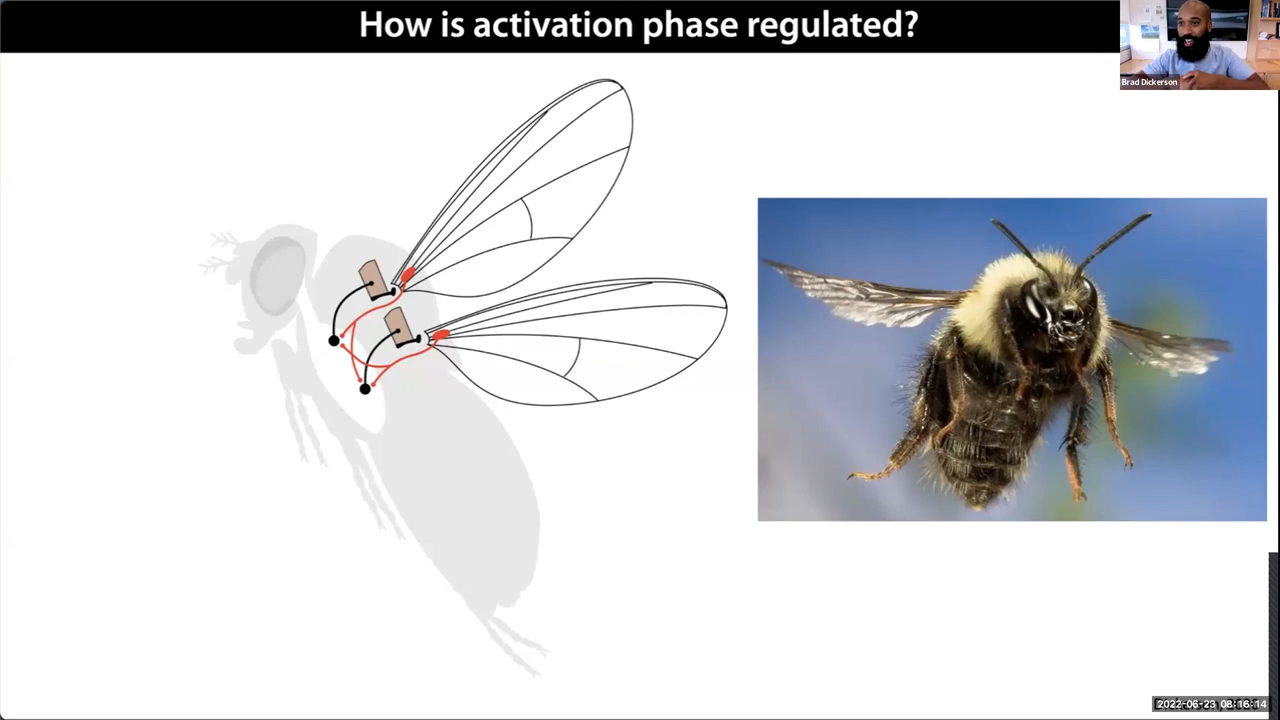 How is activation phase regulated?
Brad Dickerson
2022-06-23 08:16:14